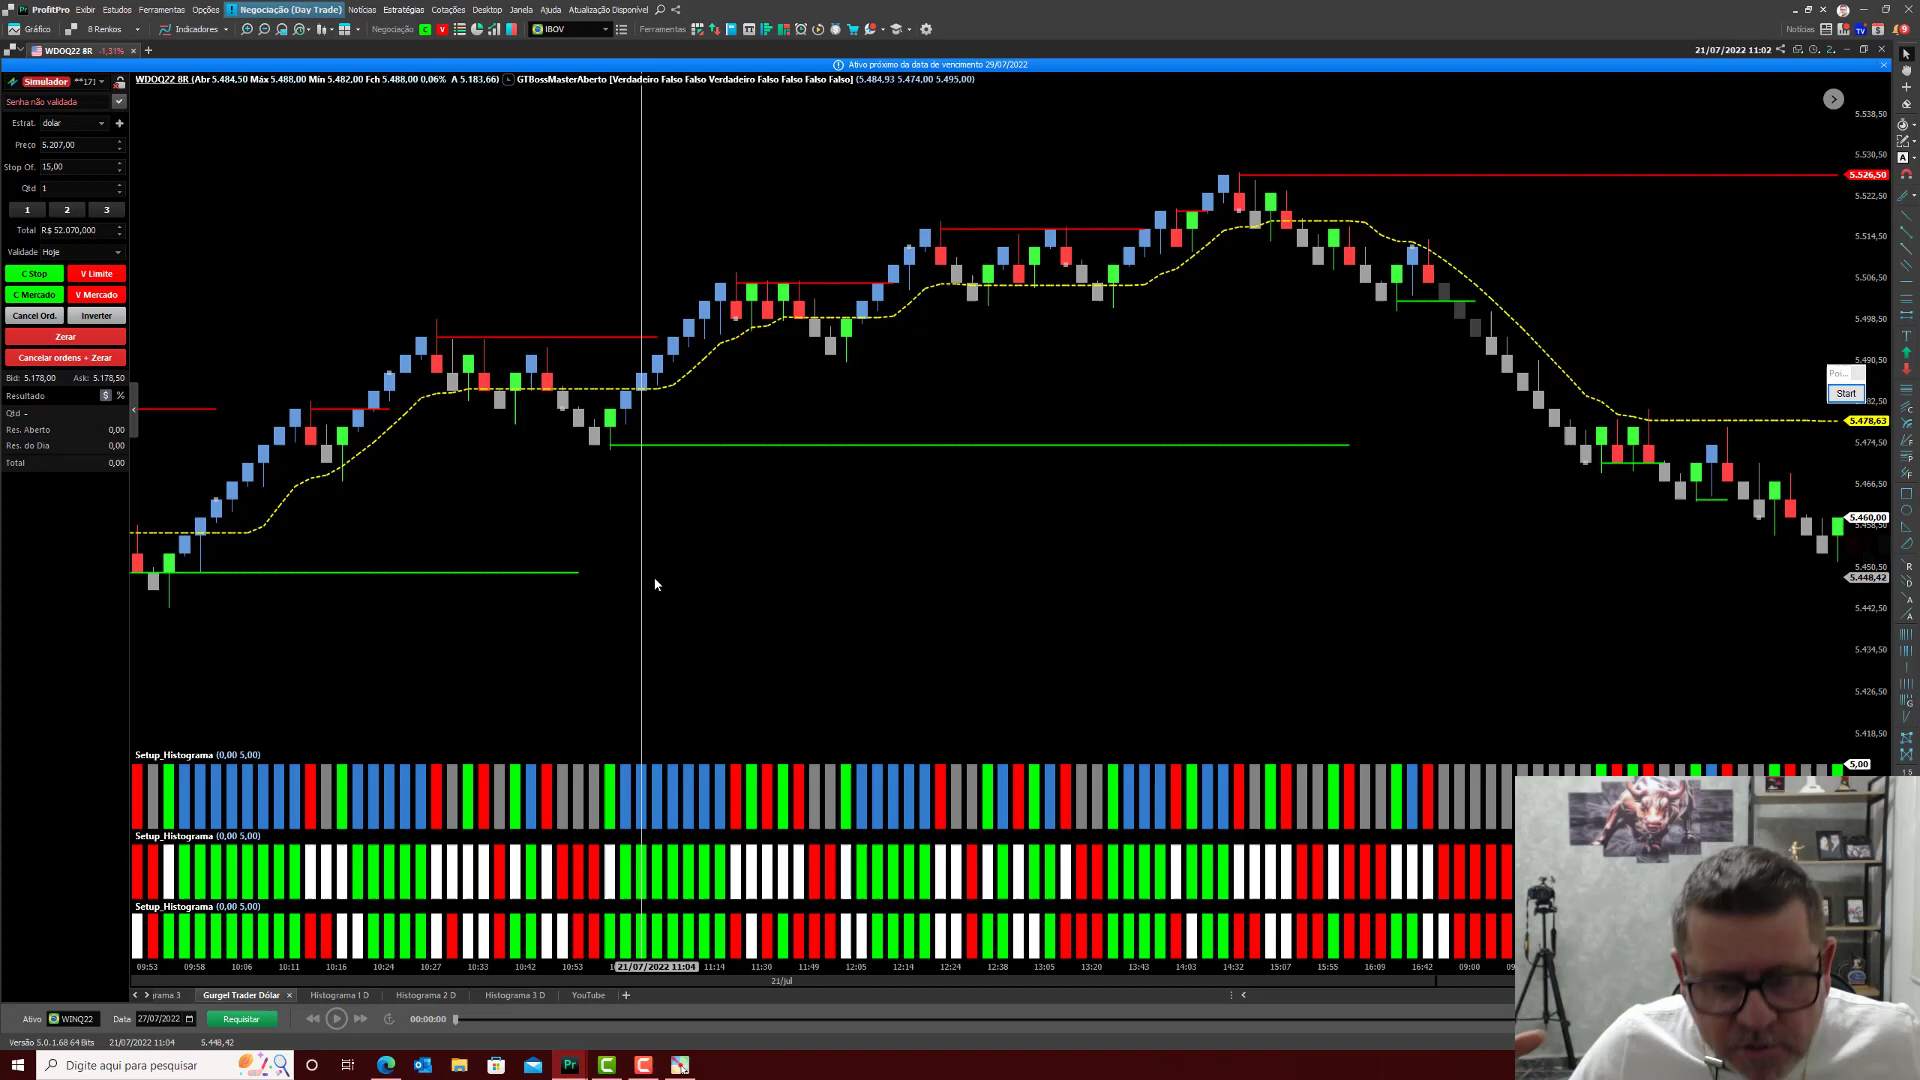 ProfitPro Exibir Estudos Ferramentas Opções ! Negociação (Day Trade) Notícias Estratégias Cotações Desktop Janela Ajuda Atualização Disponível
Gráfico 8 Renkos Indicadores Negociação C V IBOV Ferramentas Notícias
WDOQ22 8R -1,31% × + 21/07/2022 11:02
Ativo próximo da data de vencimento 29/07/2022
Simulador **17)
WDOQ22 8R (Abr 5.484,50 Máx 5.488,00 Mín 5.482,00 Fch 5.488,00 0,06% A 5.183,66) GTBossMasterAberto [Verdadeiro Falso Falso Verdadeiro Falso Falso Falso Falso] (5.484,93 5.474,00 5.495,00)
Senha não validada
Estrat. dolar
Preço 5.207,00
Stop Of. 15,00
Qtd 1
1 2 3
Total R$ 52.070,000
Validade Hoje
C Stop V Limite
C Mercado V Mercado
Cancel Ord. Inverter
Zerar
Cancelar ordens + Zerar
Bid: 5.178,00 Ask: 5.178,50
Resultado $ %
Qtd -
Res. Aberto 0,00
Res. do Dia 0,00
Total 0,00
5.538,50
5.530,50
5.526,50
5.522,50
5.514,50
5.506,50
5.498,50
5.490,50
Poi...
Start
5.478,63
5.474,50
5.466,50
5.460,00
5.458,50
5.450,50
5.448,42
5.442,50
5.434,50
5.426,50
5.418,50
Setup_Histograma (0,00 5,00)
5,00
Setup_Histograma (0,00 5,00)
Setup_Histograma (0,00 5,00)
09:53 09:58 10:06 10:11 10:16 10:24 10:27 10:33 10:42 10:53 21/07/2022 11:04 11:14 11:30 11:49 12:05 12:14 12:24 12:38 13:05 13:43 14:03 14:32 15:07 15:55 16:09 16:42 09:00
21/jul
rama 3 Gurgel Trader Dólar × Histograma 1 D Histograma 2 D Histograma 3 D YouTube +
Ativo WINQ22 Data 27/07/2022 Requisitar 00:00:00
Versão 5.0.1.68 64 Bits 21/07/2022 11:04 5.448,42
Digite aqui para pesquisar